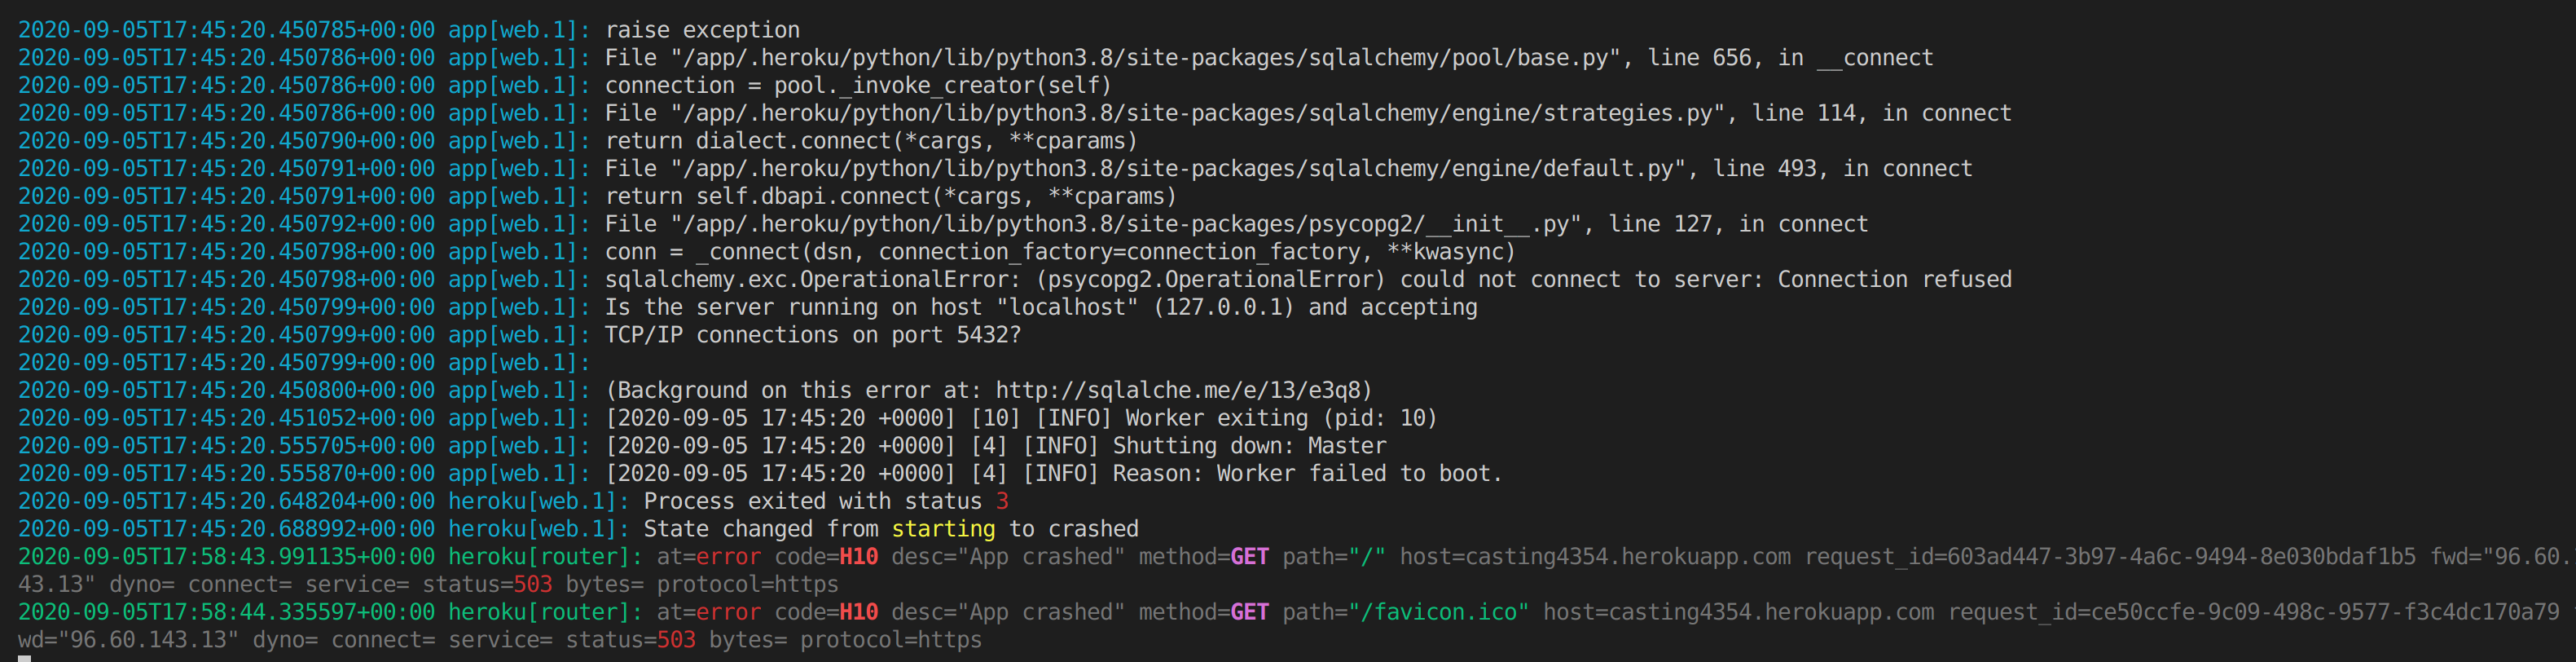 2020-09-05T17:45:20.450785+00:00 app[web.1]: raise exception
2020-09-05T17:45:20.450786+00:00 app[web.1]: File "/app/.heroku/python/lib/python3.8/site-packages/sqlalchemy/pool/base.py", line 656, in __connect
2020-09-05T17:45:20.450786+00:00 app[web.1]: connection = pool._invoke_creator(self)
2020-09-05T17:45:20.450786+00:00 app[web.1]: File "/app/.heroku/python/lib/python3.8/site-packages/sqlalchemy/engine/strategies.py", line 114, in connect
2020-09-05T17:45:20.450790+00:00 app[web.1]: return dialect.connect(*cargs, **cparams)
2020-09-05T17:45:20.450791+00:00 app[web.1]: File "/app/.heroku/python/lib/python3.8/site-packages/sqlalchemy/engine/default.py", line 493, in connect
2020-09-05T17:45:20.450791+00:00 app[web.1]: return self.dbapi.connect(*cargs, **cparams)
2020-09-05T17:45:20.450792+00:00 app[web.1]: File "/app/.heroku/python/lib/python3.8/site-packages/psycopg2/__init__.py", line 127, in connect
2020-09-05T17:45:20.450798+00:00 app[web.1]: conn = _connect(dsn, connection_factory=connection_factory, **kwasync)
2020-09-05T17:45:20.450798+00:00 app[web.1]: sqlalchemy.exc.OperationalError: (psycopg2.OperationalError) could not connect to server: Connection refused
2020-09-05T17:45:20.450799+00:00 app[web.1]: Is the server running on host "localhost" (127.0.0.1) and accepting
2020-09-05T17:45:20.450799+00:00 app[web.1]: TCP/IP connections on port 5432?
2020-09-05T17:45:20.450799+00:00 app[web.1]:
2020-09-05T17:45:20.450800+00:00 app[web.1]: (Background on this error at: http://sqlalche.me/e/13/e3q8)
2020-09-05T17:45:20.451052+00:00 app[web.1]: [2020-09-05 17:45:20 +0000] [10] [INFO] Worker exiting (pid: 10)
2020-09-05T17:45:20.555705+00:00 app[web.1]: [2020-09-05 17:45:20 +0000] [4] [INFO] Shutting down: Master
2020-09-05T17:45:20.555870+00:00 app[web.1]: [2020-09-05 17:45:20 +0000] [4] [INFO] Reason: Worker failed to boot.
2020-09-05T17:45:20.648204+00:00 heroku[web.1]: Process exited with status 3
2020-09-05T17:45:20.688992+00:00 heroku[web.1]: State changed from starting to crashed
2020-09-05T17:58:43.991135+00:00 heroku[router]: at=error code=H10 desc="App crashed" method=GET path="/" host=casting4354.herokuapp.com request_id=603ad447-3b97-4a6c-9494-8e030bdaf1b5 fwd="96.60.
43.13" dyno= connect= service= status=503 bytes= protocol=https
2020-09-05T17:58:44.335597+00:00 heroku[router]: at=error code=H10 desc="App crashed" method=GET path="/favicon.ico" host=casting4354.herokuapp.com request_id=ce50ccfe-9c09-498c-9577-f3c4dc170a79
wd="96.60.143.13" dyno= connect= service= status=503 bytes= protocol=https